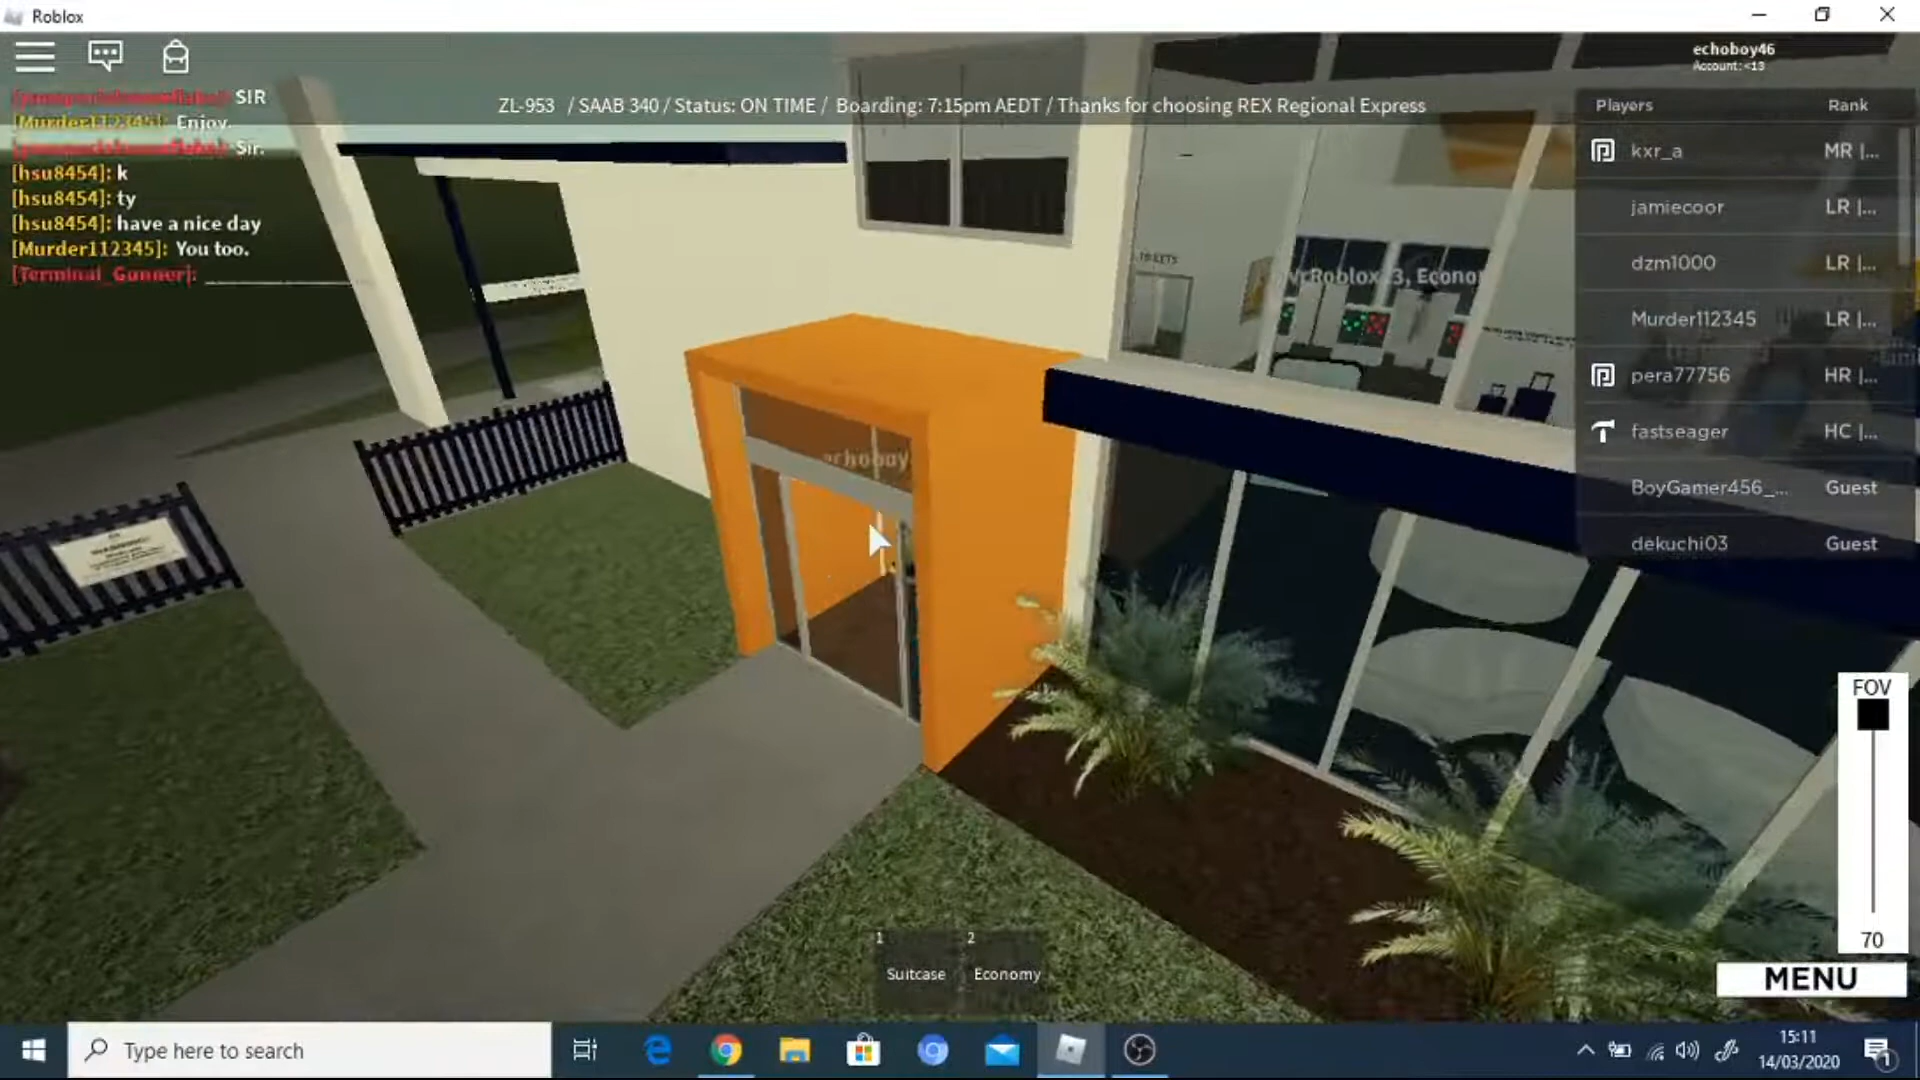 Roblox
echoboy46
Account: <13
SIR
[Murder112345]: Enjoy.
Sir.
[hsu8454]: k
[hsu8454]: ty
[hsu8454]: have a nice day
[Murder112345]: You too.
[Terminal_Gunner]:
ZL-953 / SAAB 340 / Status: ON TIME / Boarding: 7:15pm AEDT / Thanks for choosing REX Regional Express
Players Rank
kxr_a MR |...
jamiecoor LR |...
dzm1000 LR |...
Murder112345 LR |...
pera77756 HR |...
fastseager HC |...
BoyGamer456_... Guest
dekuchi03 Guest
echoboy
FOV
70
MENU
1 2
Suitcase Economy
Type here to search
15:11
14/03/2020
1